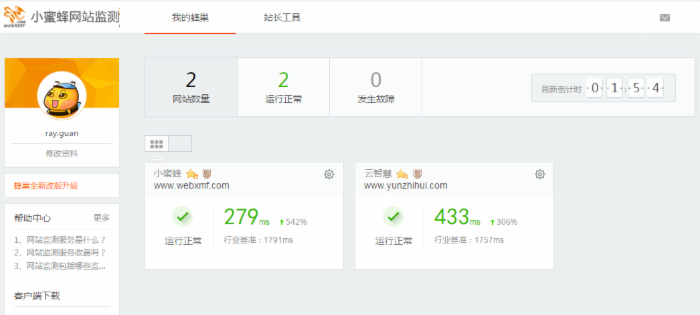 小蜜蜂网站监测
我的蜂巢
站长工具
ray.guan
修改资料
蜂巢全新改版升级
帮助中心
更多
1、网站监测服务是什么?
2、网站监测服务收费吗?
3、网站监测包括哪些监...
客户端下载
2
网站数量
2
运行正常
0
发生故障
刷新倒计时
0 1 : 5 4
小蜜蜂
www.webxmf.com
运行正常
279ms
542%
行业基准:1791ms
云智慧
www.yunzhihui.com
运行正常
433ms
306%
行业基准:1757ms